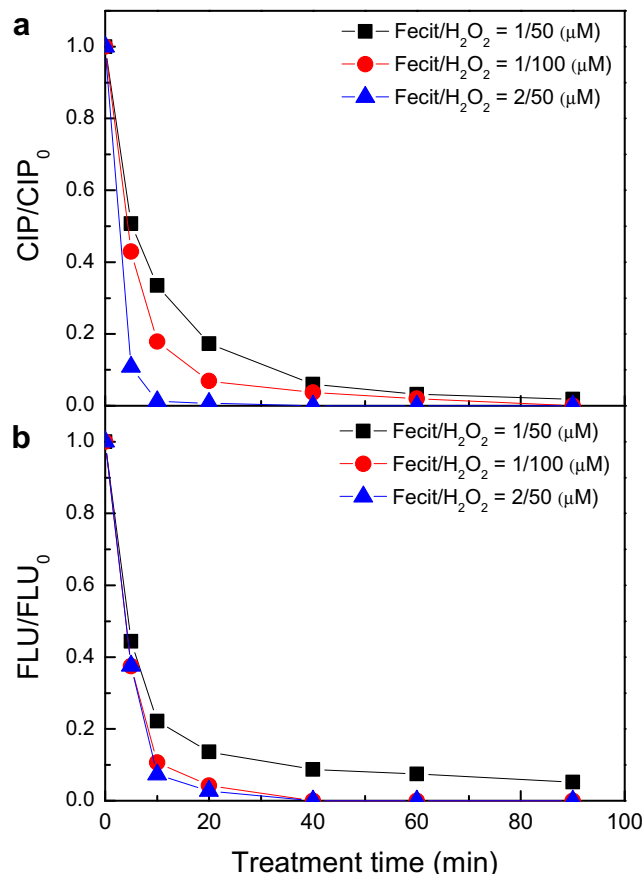 a
1.0
0.8
0.6
0.4
0.2
0.0
CIP/CIP₀
Fecit/H₂O₂ = 1/50 (μM)
Fecit/H₂O₂ = 1/100 (μM)
Fecit/H₂O₂ = 2/50 (μM)
b
1.0
0.8
0.6
0.4
0.2
0.0
FLU/FLU₀
Fecit/H₂O₂ = 1/50 (μM)
Fecit/H₂O₂ = 1/100 (μM)
Fecit/H₂O₂ = 2/50 (μM)
0 20 40 60 80 100
Treatment time (min)